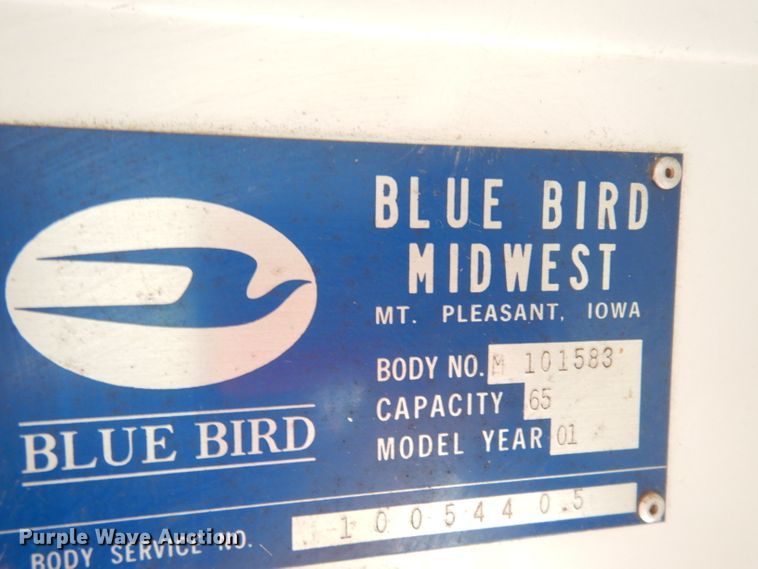 BLUE BIRD
MIDWEST
MT. PLEASANT, IOWA
BODY NO. M 101583
CAPACITY 65
MODEL YEAR 01
BLUE BIRD
BODY SERVICE NO. 1005440.5
Purple Wave Auction